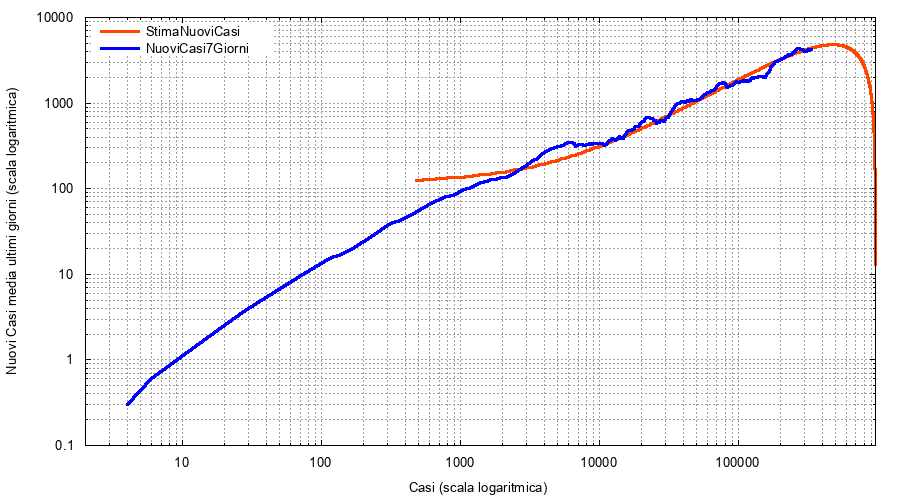 10000
1000
100
10
1
0.1
StimaNuoviCasi
NuoviCasi7Giorni
Nuovi Casi media ultimi giorni (scala logaritmica)
10 100 1000 10000 100000
Casi (scala logaritmica)